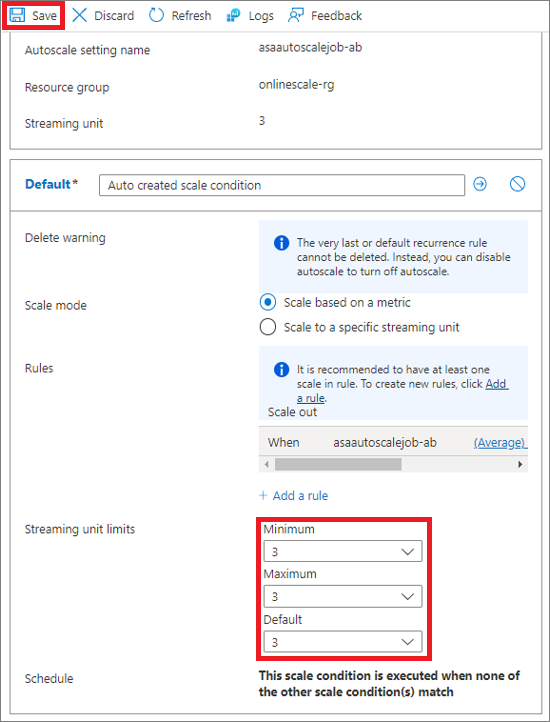 Save Discard Refresh Logs Feedback
Autoscale setting name asaautoscalejob-ab
Resource group onlinescale-rg
Streaming unit 3
Default* Auto created scale condition
Delete warning
The very last or default recurrence rule
cannot be deleted. Instead, you can disable
autoscale to turn off autoscale.
Scale mode
Scale based on a metric
Scale to a specific streaming unit
Rules
It is recommended to have at least one
scale in rule. To create new rules, click Add
a rule.
Scale out
When asaautoscalejob-ab (Average)
+ Add a rule
Streaming unit limits
Minimum
3
Maximum
3
Default
3
Schedule
This scale condition is executed when none of
the other scale condition(s) match